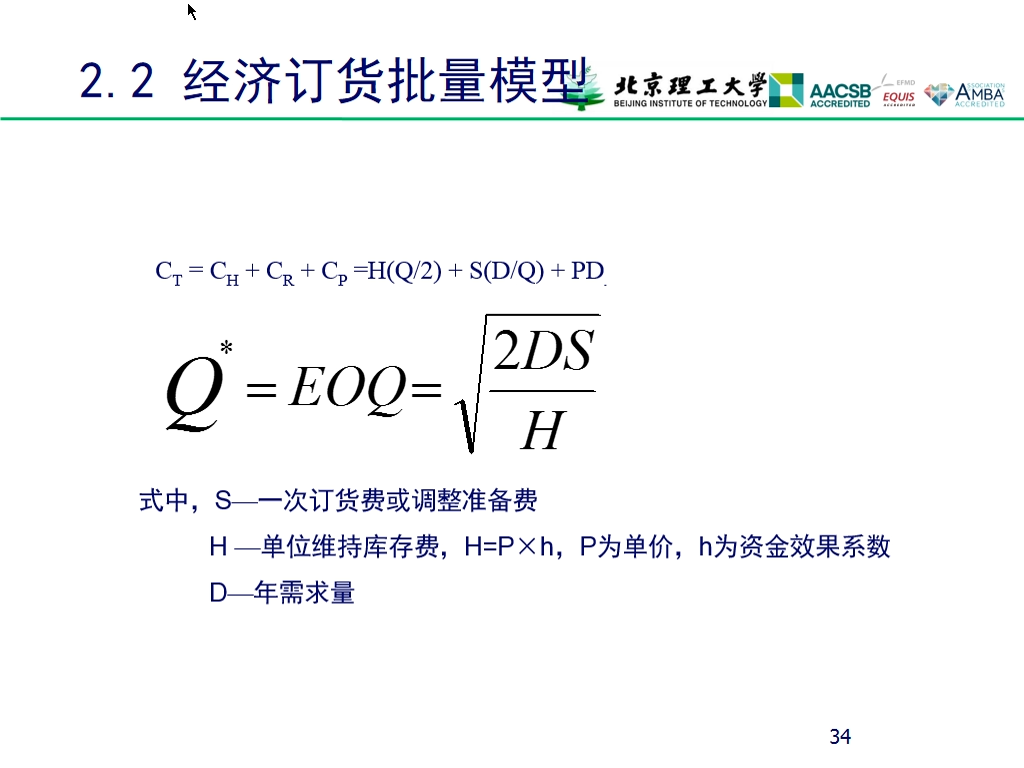 2.2 经济订货批量模型
北京理工大学
BEIJING INSTITUTE OF TECHNOLOGY
AACSB
ACCREDITED
EFMD
EQUIS
ACCREDITED
ASSOCIATION
AMBA
ACCREDITED
C_T = C_H + C_R + C_P =H(Q/2) + S(D/Q) + PD.
Q* = EOQ = √(2DS/H)
式中，S—一次订货费或调整准备费
H —单位维持库存费，H=P×h，P为单价，h为资金效果系数
D—年需求量
34